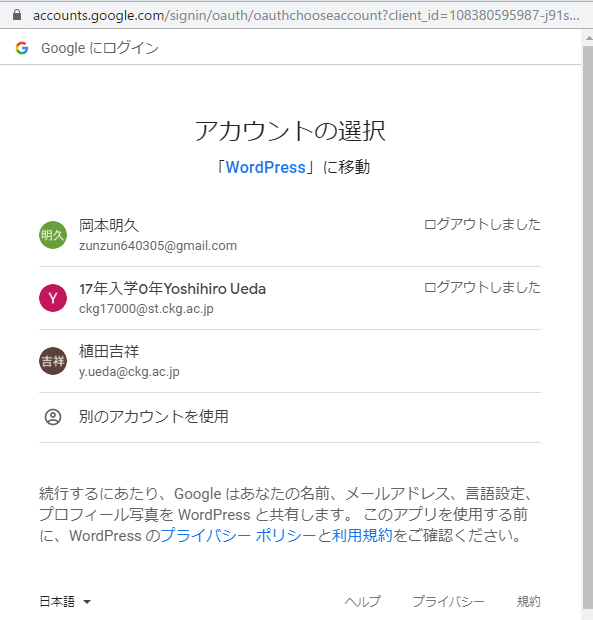 accounts.google.com/signin/oauth/oauthchooseaccount?client_id=108380595987-j91s...
Google にログイン
アカウントの選択
「WordPress」に移動
明久
岡本明久
ログアウトしました
zunzun640305@gmail.com
Y
17年入学0年Yoshihiro Ueda
ログアウトしました
ckg17000@st.ckg.ac.jp
吉祥
植田吉祥
y.ueda@ckg.ac.jp
別のアカウントを使用
続行するにあたり、Google はあなたの名前、メールアドレス、言語設定、
プロフィール写真を WordPress と共有します。 このアプリを使用する前
に、WordPress のプライバシー ポリシーと利用規約をご確認ください。
日本語
ヘルプ
プライバシー
規約